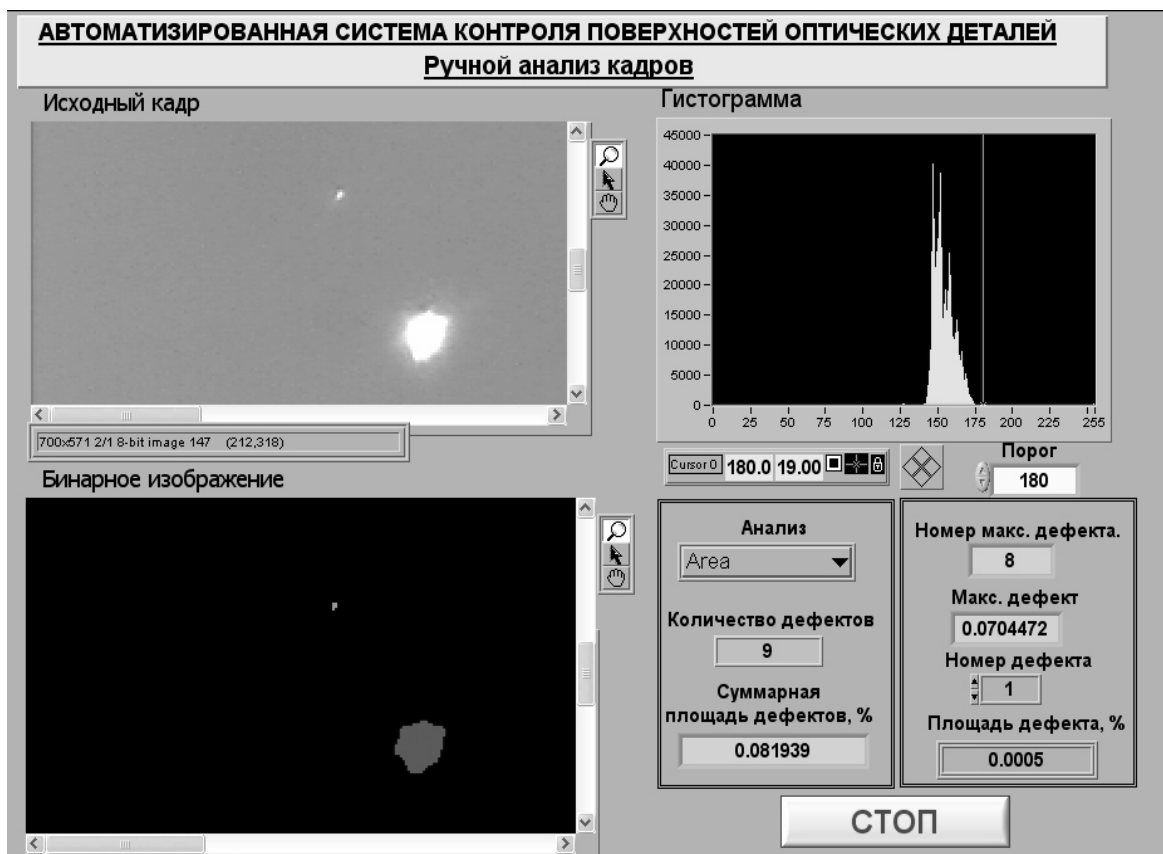 АВТОМАТИЗИРОВАННАЯ СИСТЕМА КОНТРОЛЯ ПОВЕРХНОСТЕЙ ОПТИЧЕСКИХ ДЕТАЛЕЙ
Ручной анализ кадров
Исходный кадр
700x571 2/1 8-bit image 147 (212,318)
Бинарное изображение
Гистограмма
45000
40000
35000
30000
25000
20000
15000
10000
5000
0
0 25 50 75 100 125 150 175 200 225 255
Cursor 0 180.0 19.00
Порог
180
Анализ
Area
Количество дефектов
9
Суммарная
площадь дефектов, %
0.081939
Номер макс. дефекта.
8
Макс. дефект
0.0704472
Номер дефекта
1
Площадь дефекта, %
0.0005
СТОП